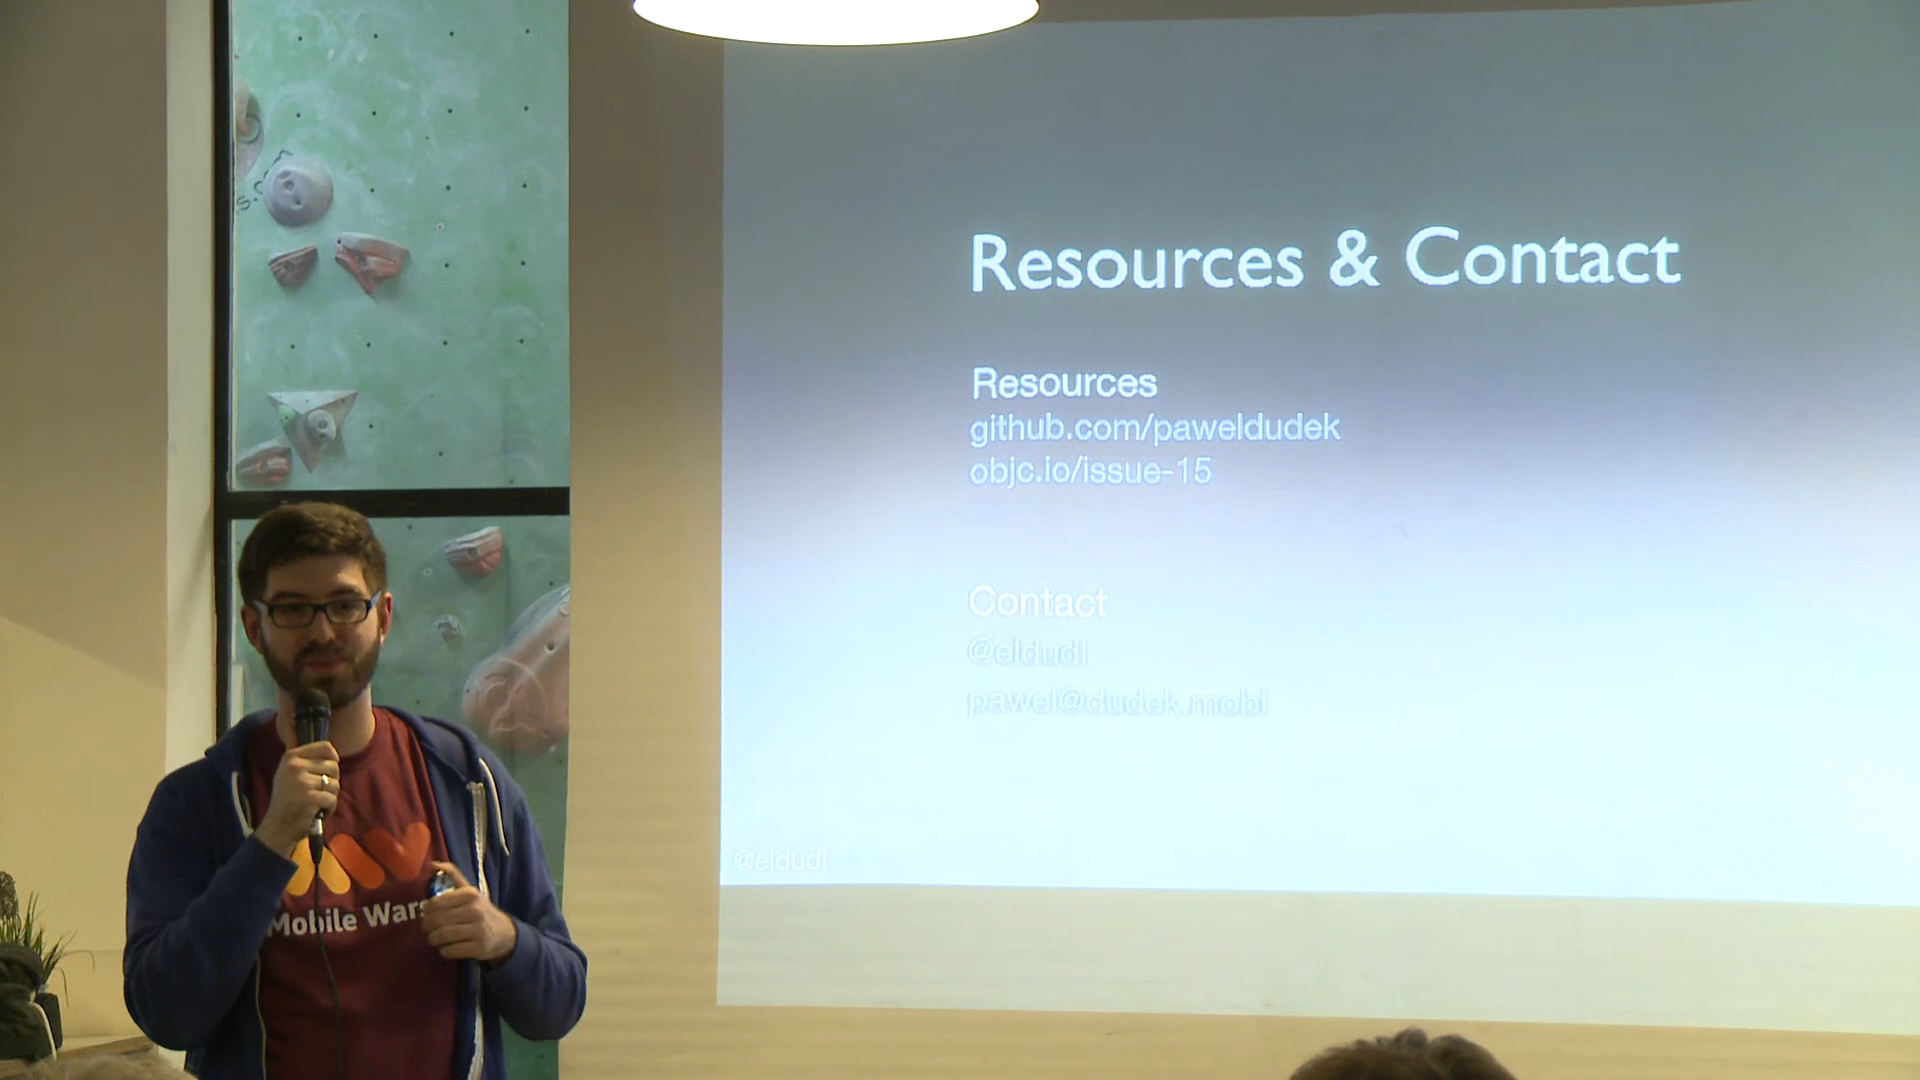 Resources & Contact
Resources
github.com/paweldudek
objc.io/issue-15
Contact
@eldudi
pawel@dudek.mobi
@eldudi
Mobile Wars